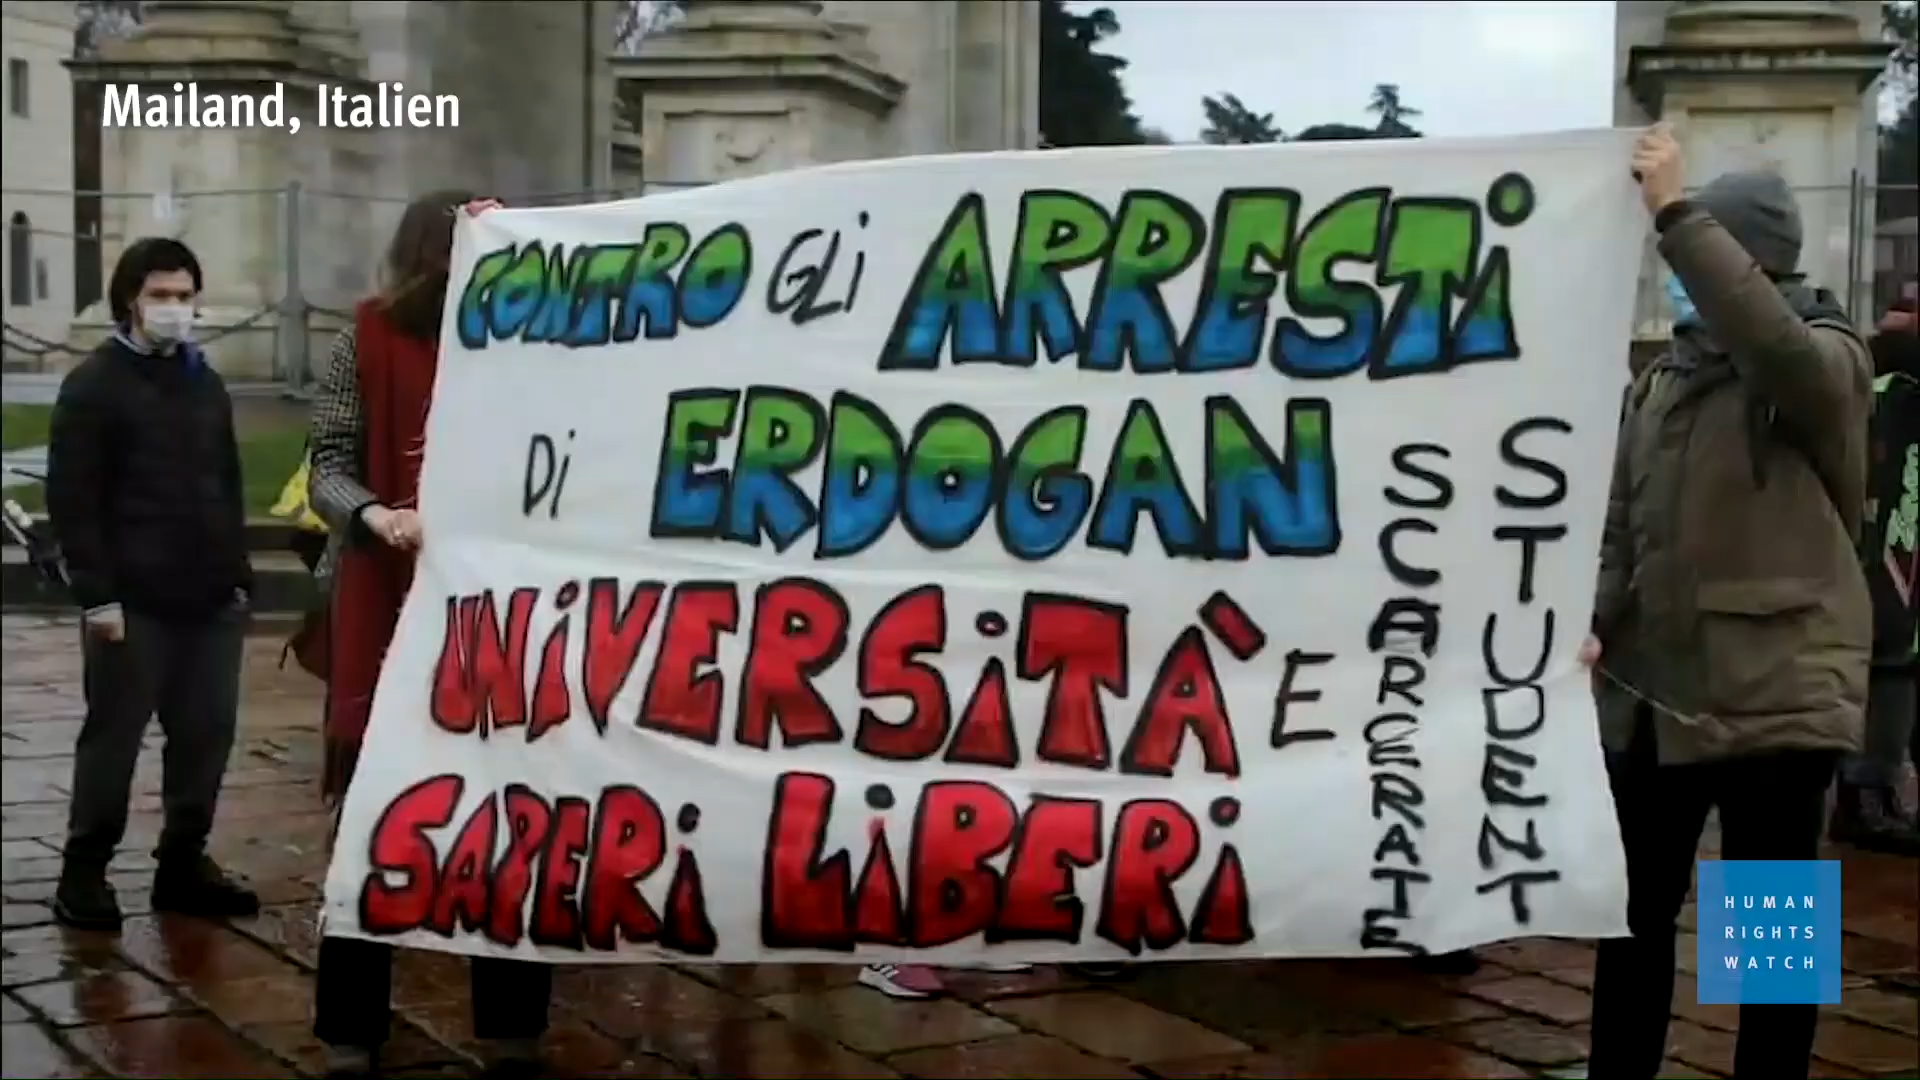 Mailand, Italien
CONTRO GLi ARRESTi
Di ERDOGAN
UNiVERSiTÀ E
SAPERi LiBERi
SCARCERATE
STUDENT
HUMAN
RIGHTS
WATCH